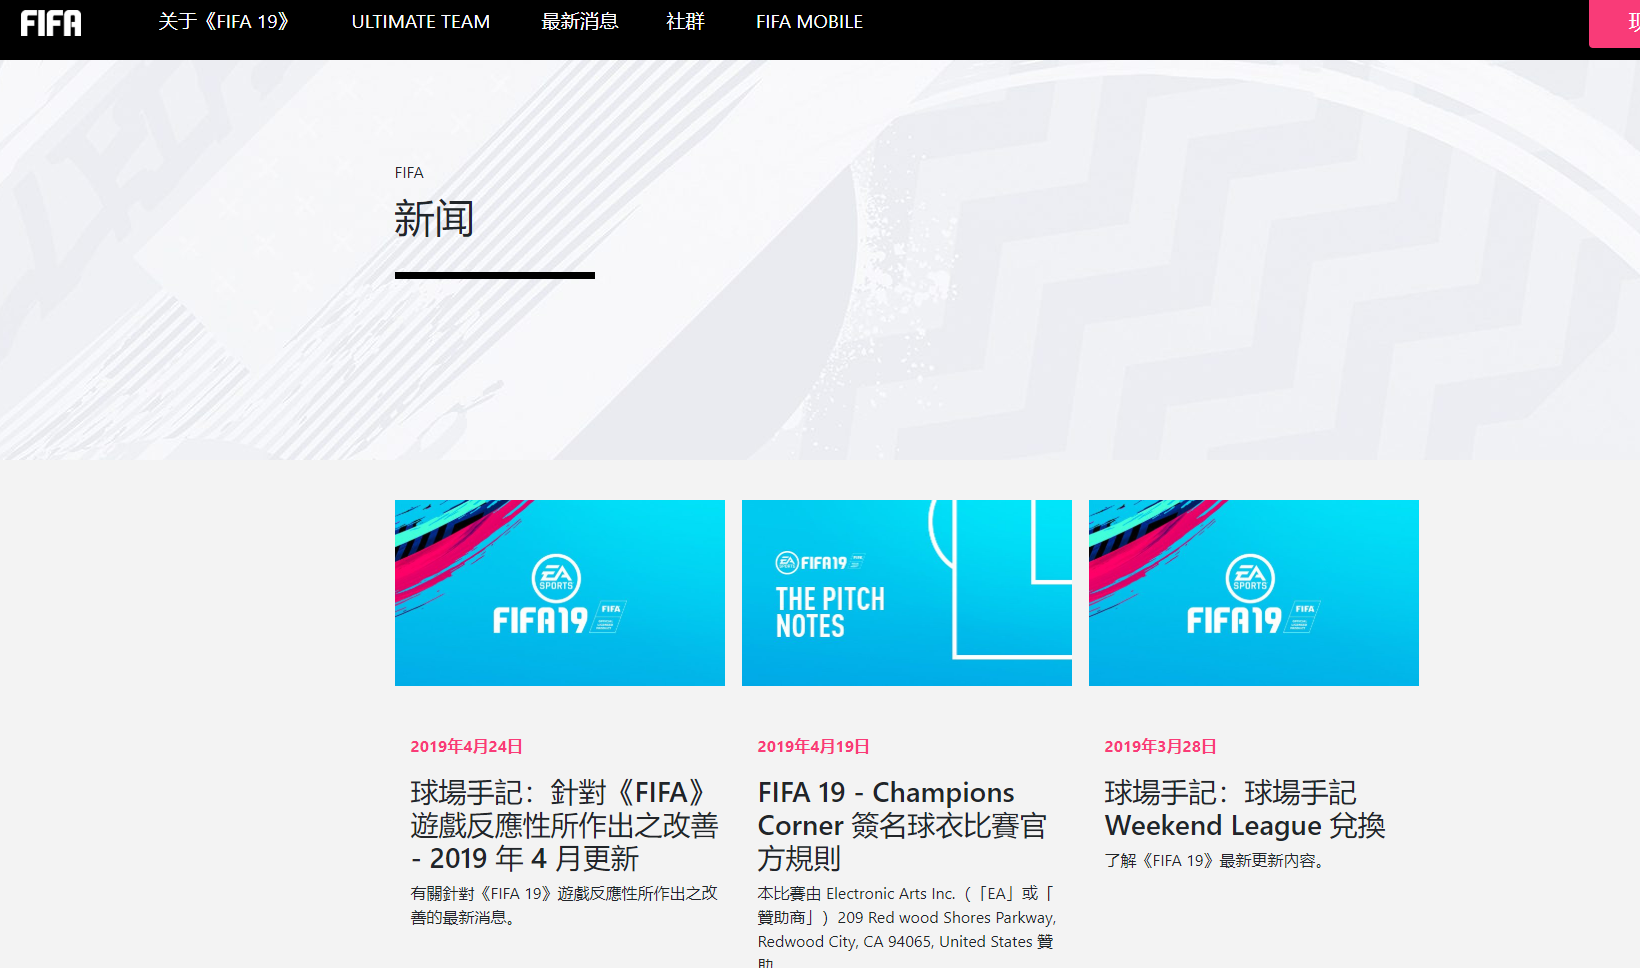 FIFA
关于《FIFA 19》
ULTIMATE TEAM
最新消息
社群
FIFA MOBILE
FIFA
新闻
EA
SPORTS
FIFA19
FIFA
EA SPORTS FIFA19
THE PITCH
NOTES
EA
SPORTS
FIFA19
FIFA
2019年4月24日
球場手記：針對《FIFA》
遊戲反應性所作出之改善
- 2019 年 4 月更新
有關針對《FIFA 19》遊戲反應性所作出之改
善的最新消息。
2019年4月19日
FIFA 19 - Champions
Corner 簽名球衣比賽官
方規則
本比賽由 Electronic Arts Inc.（「EA」或「
贊助商」）209 Red wood Shores Parkway,
Redwood City, CA 94065, United States 贊
助
2019年3月28日
球場手記：球場手記
Weekend League 兌換
了解《FIFA 19》最新更新內容。